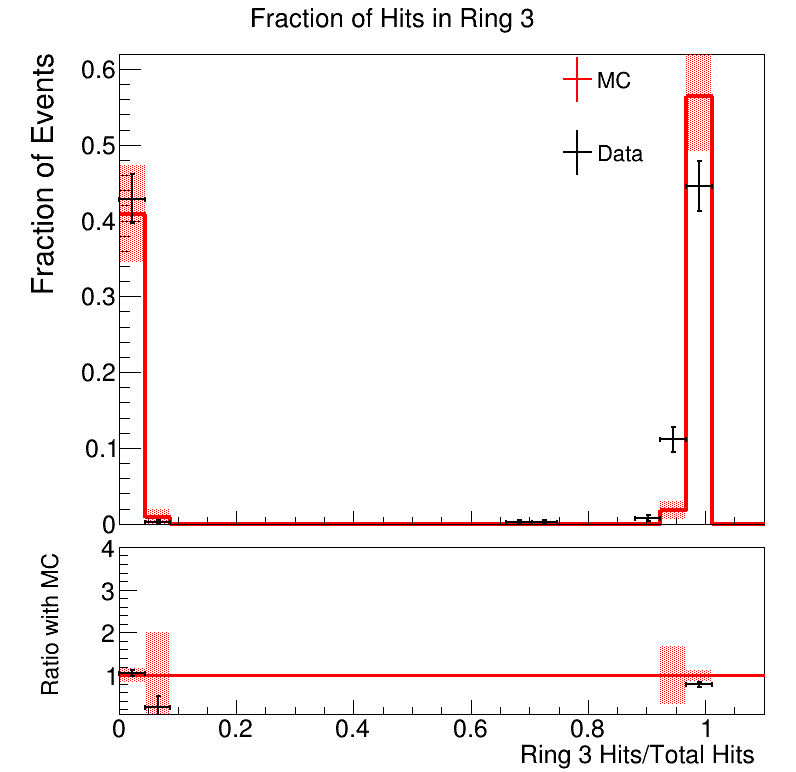 Fraction of Hits in Ring 3
Fraction of Events
0.6
0.5
0.4
0.3
0.2
0.1
0
MC
Data
Ratio with MC
4
3
2
1
0
0.2
0.4
0.6
0.8
1
Ring 3 Hits/Total Hits